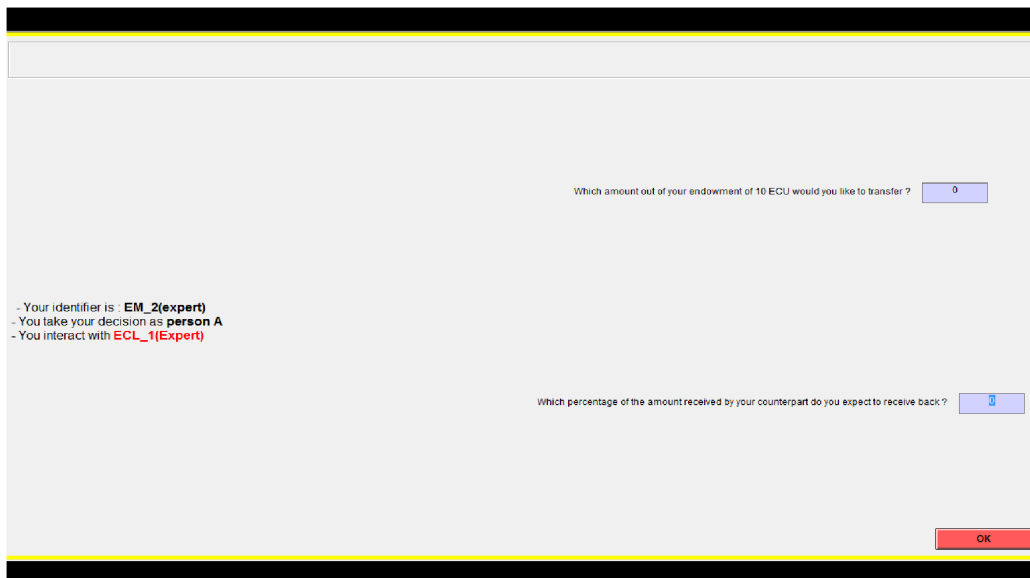 Which amount out of your endowment of 10 ECU would you like to transfer ? 0
- Your identifier is : EM_2(expert)
- You take your decision as person A
- You interact with ECL_1(Expert)
Which percentage of the amount received by your counterpart do you expect to receive back ? 0
OK